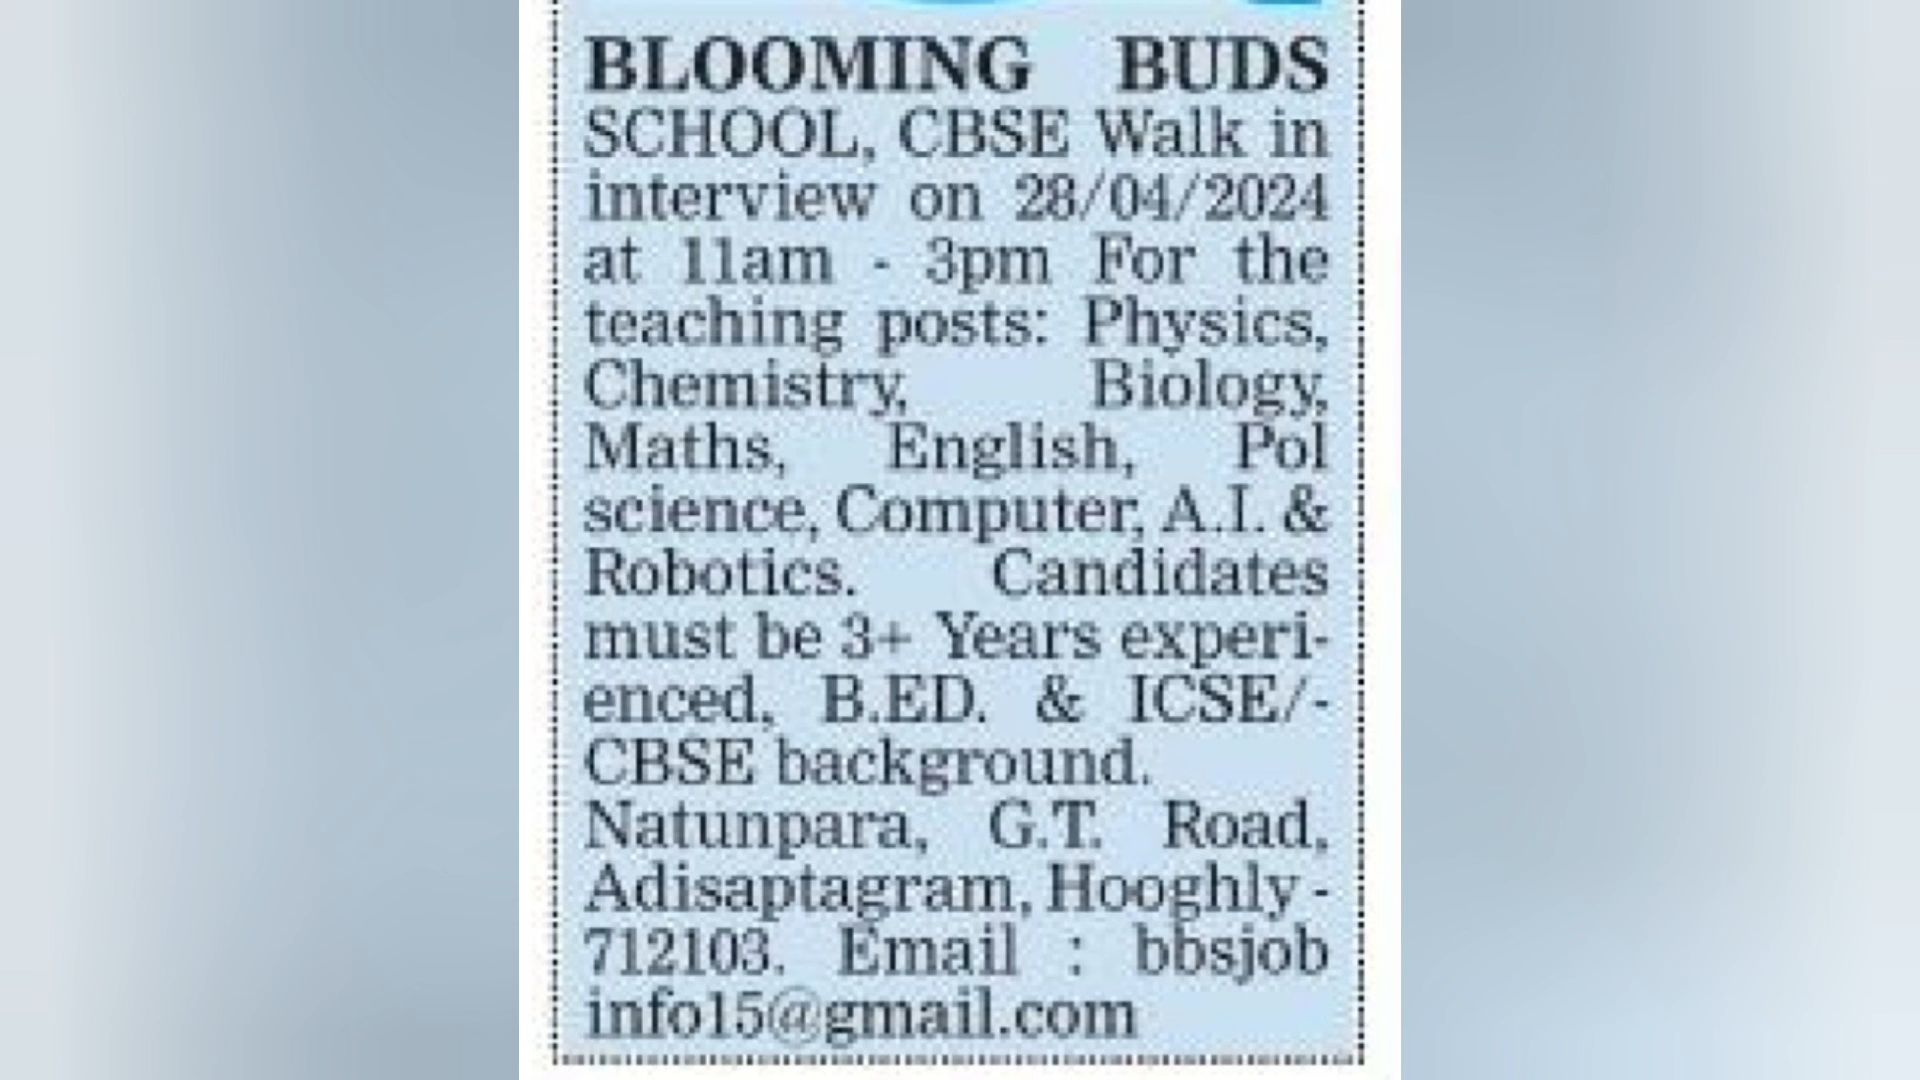 BLOOMING BUDS
SCHOOL, CBSE Walk in
interview on 28/04/2024
at 11am - 3pm For the
teaching posts: Physics,
Chemistry, Biology,
Maths, English, Pol
science, Computer, A.I. &
Robotics. Candidates
must be 3+ Years experi-
enced, B.ED. & ICSE/-
CBSE background.
Natunpara, G.T. Road,
Adisaptagram, Hooghly -
712103. Email : bbsjob
info15@gmail.com